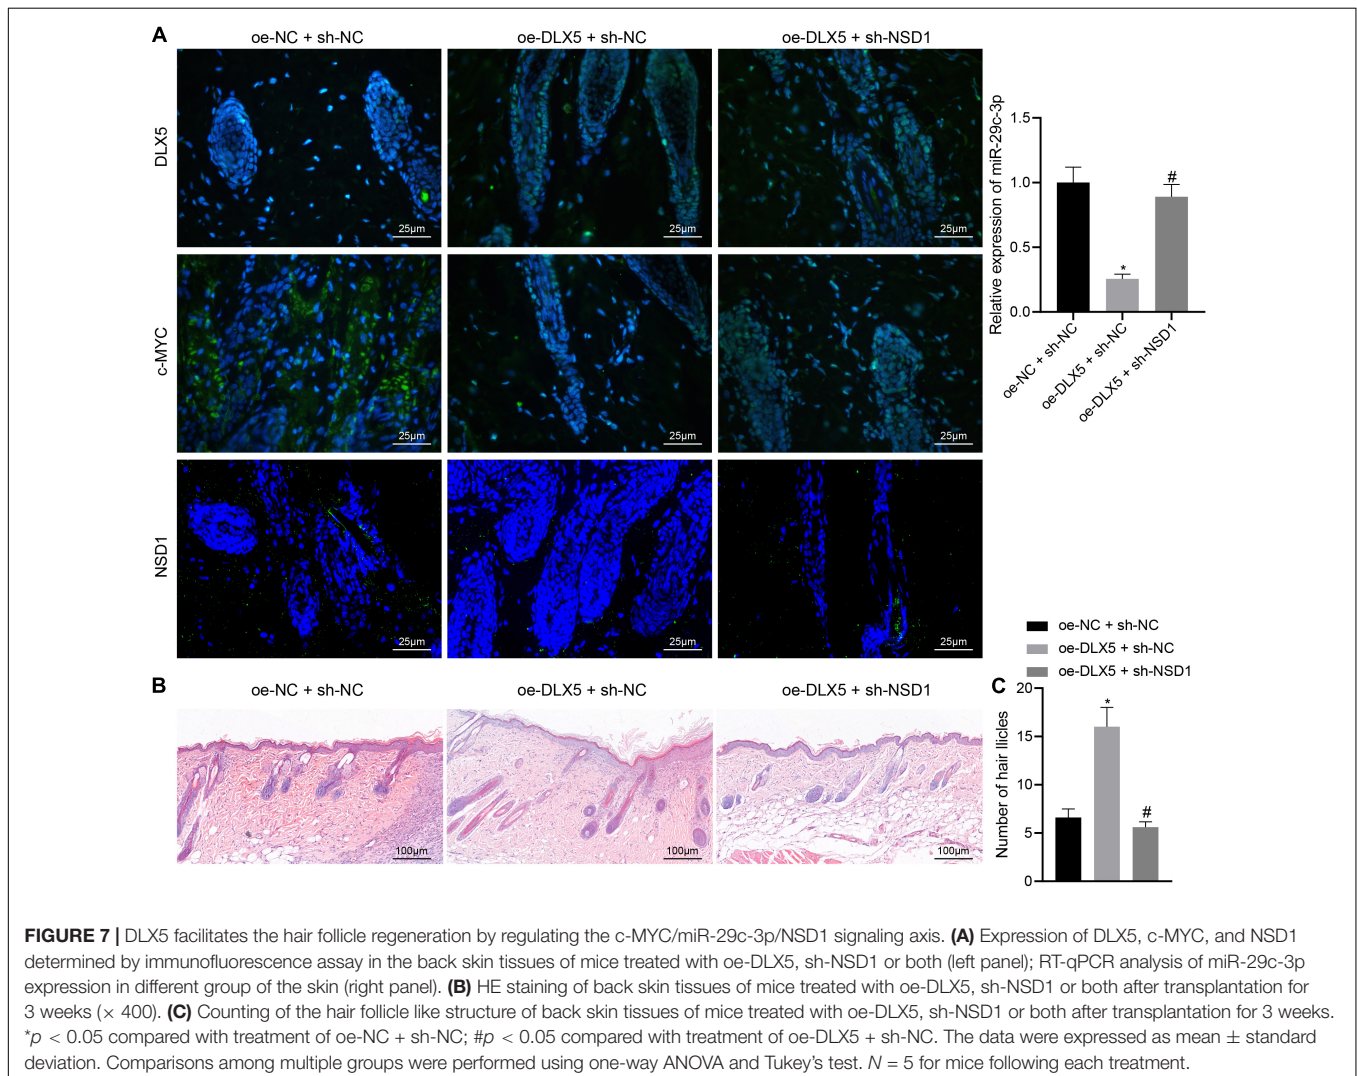 A
oe-NC + sh-NC
oe-DLX5 + sh-NC
oe-DLX5 + sh-NSD1
DLX5
25µm
25µm
25µm
c-MYC
25µm
25µm
25µm
NSD1
25µm
25µm
25µm
Relative expression of miR-29c-3p
1.5
1.0
0.5
0.0
*
#
oe-NC + sh-NC
oe-DLX5 + sh-NC
oe-DLX5 + sh-NSD1
B
oe-NC + sh-NC
oe-DLX5 + sh-NC
oe-DLX5 + sh-NSD1
100µm
100µm
100µm
oe-NC + sh-NC
oe-DLX5 + sh-NC
oe-DLX5 + sh-NSD1
C
Number of hair llicles
20
15
10
5
0
*
#
FIGURE 7 | DLX5 facilitates the hair follicle regeneration by regulating the c-MYC/miR-29c-3p/NSD1 signaling axis. (A) Expression of DLX5, c-MYC, and NSD1
determined by immunofluorescence assay in the back skin tissues of mice treated with oe-DLX5, sh-NSD1 or both (left panel); RT-qPCR analysis of miR-29c-3p
expression in different group of the skin (right panel). (B) HE staining of back skin tissues of mice treated with oe-DLX5, sh-NSD1 or both after transplantation for
3 weeks (× 400). (C) Counting of the hair follicle like structure of back skin tissues of mice treated with oe-DLX5, sh-NSD1 or both after transplantation for 3 weeks.
*p < 0.05 compared with treatment of oe-NC + sh-NC; #p < 0.05 compared with treatment of oe-DLX5 + sh-NC. The data were expressed as mean ± standard
deviation. Comparisons among multiple groups were performed using one-way ANOVA and Tukey's test. N = 5 for mice following each treatment.